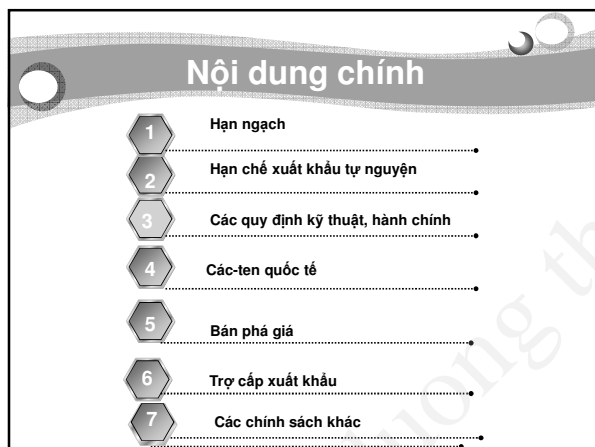 Nội dung chính
1
Hạn ngạch
2
Hạn chế xuất khẩu tự nguyện
3
Các quy định kỹ thuật, hành chính
4
Các-ten quốc tế
5
Bán phá giá
6
Trợ cấp xuất khẩu
7
Các chính sách khác